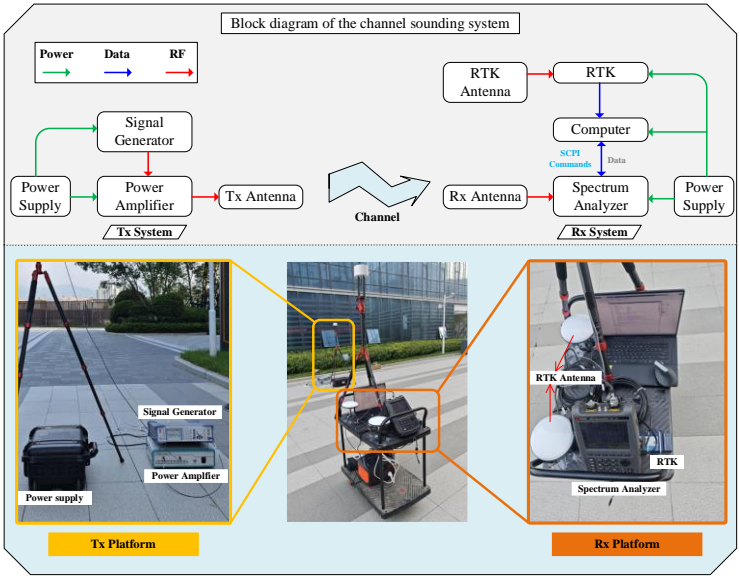 Block diagram of the channel sounding system
Power
Data
RF
RTK
Antenna
RTK
Signal
Generator
Computer
SCPI
Commands
Data
Power
Supply
Power
Amplifier
Tx Antenna
Channel
Rx Antenna
Spectrum
Analyzer
Power
Supply
Tx System
Rx System
Signal Generator
Power Amplfier
Power supply
RTK Antenna
RTK
Spectrum Analyzer
Tx Platform
Rx Platform